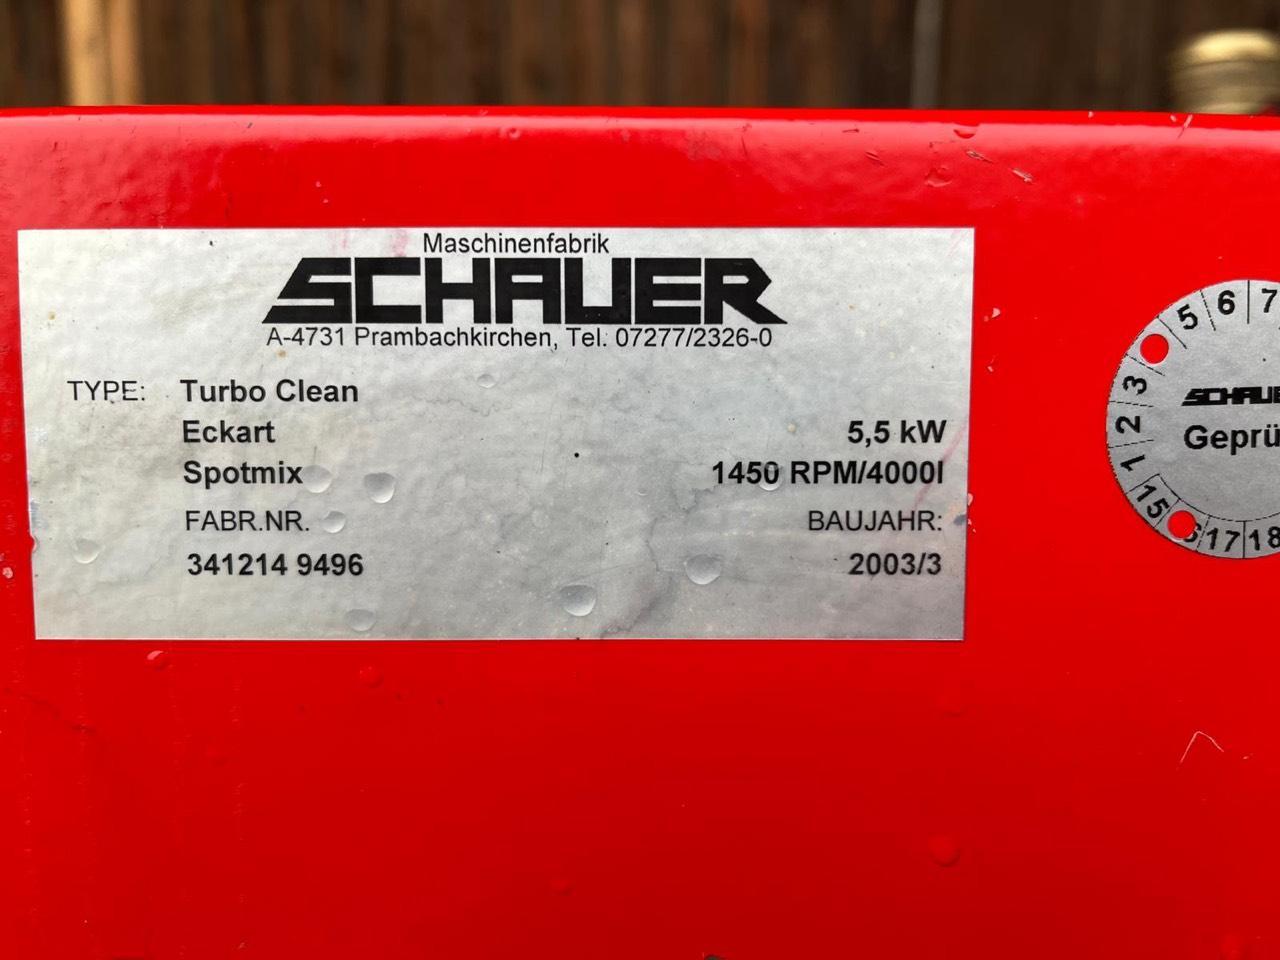 Maschinenfabrik
SCHAUER
A-4731 Prambachkirchen, Tel. 07277/2326-0
TYPE: Turbo Clean
Eckart 5,5 kW
Spotmix 1450 RPM/4000l
FABR.NR. BAUJAHR:
341214 9496 2003/3
5 6 7
3
2
1
15
17 18
SCHAUE
Geprü